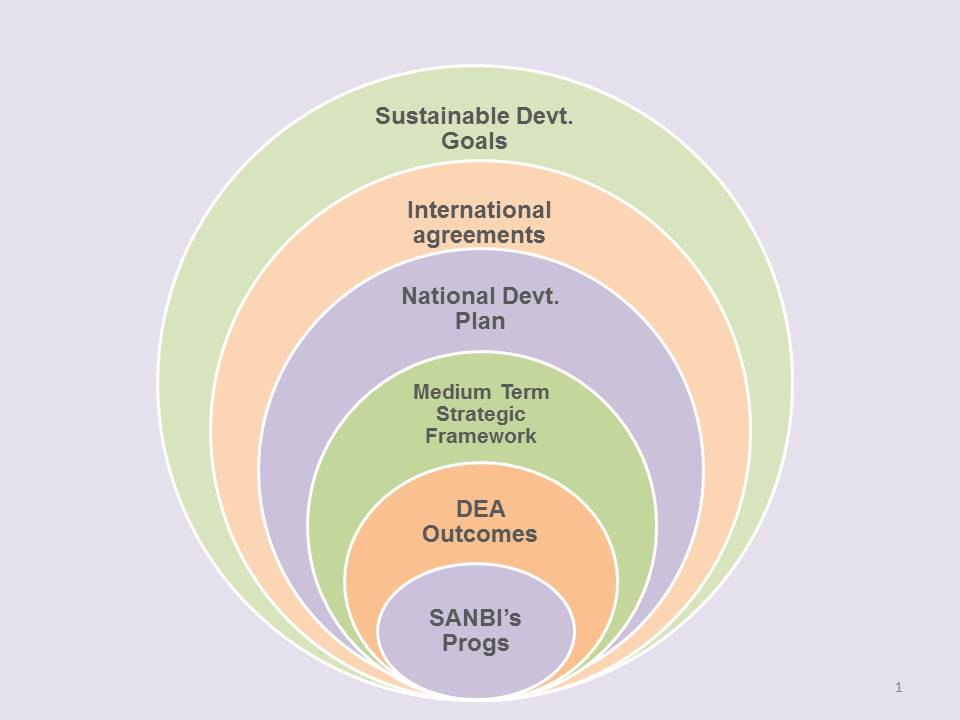 Sustainable Devt.
Goals
International
agreements
National Devt.
Plan
Medium Term
Strategic
Framework
DEA
Outcomes
SANBI’s
Progs
1